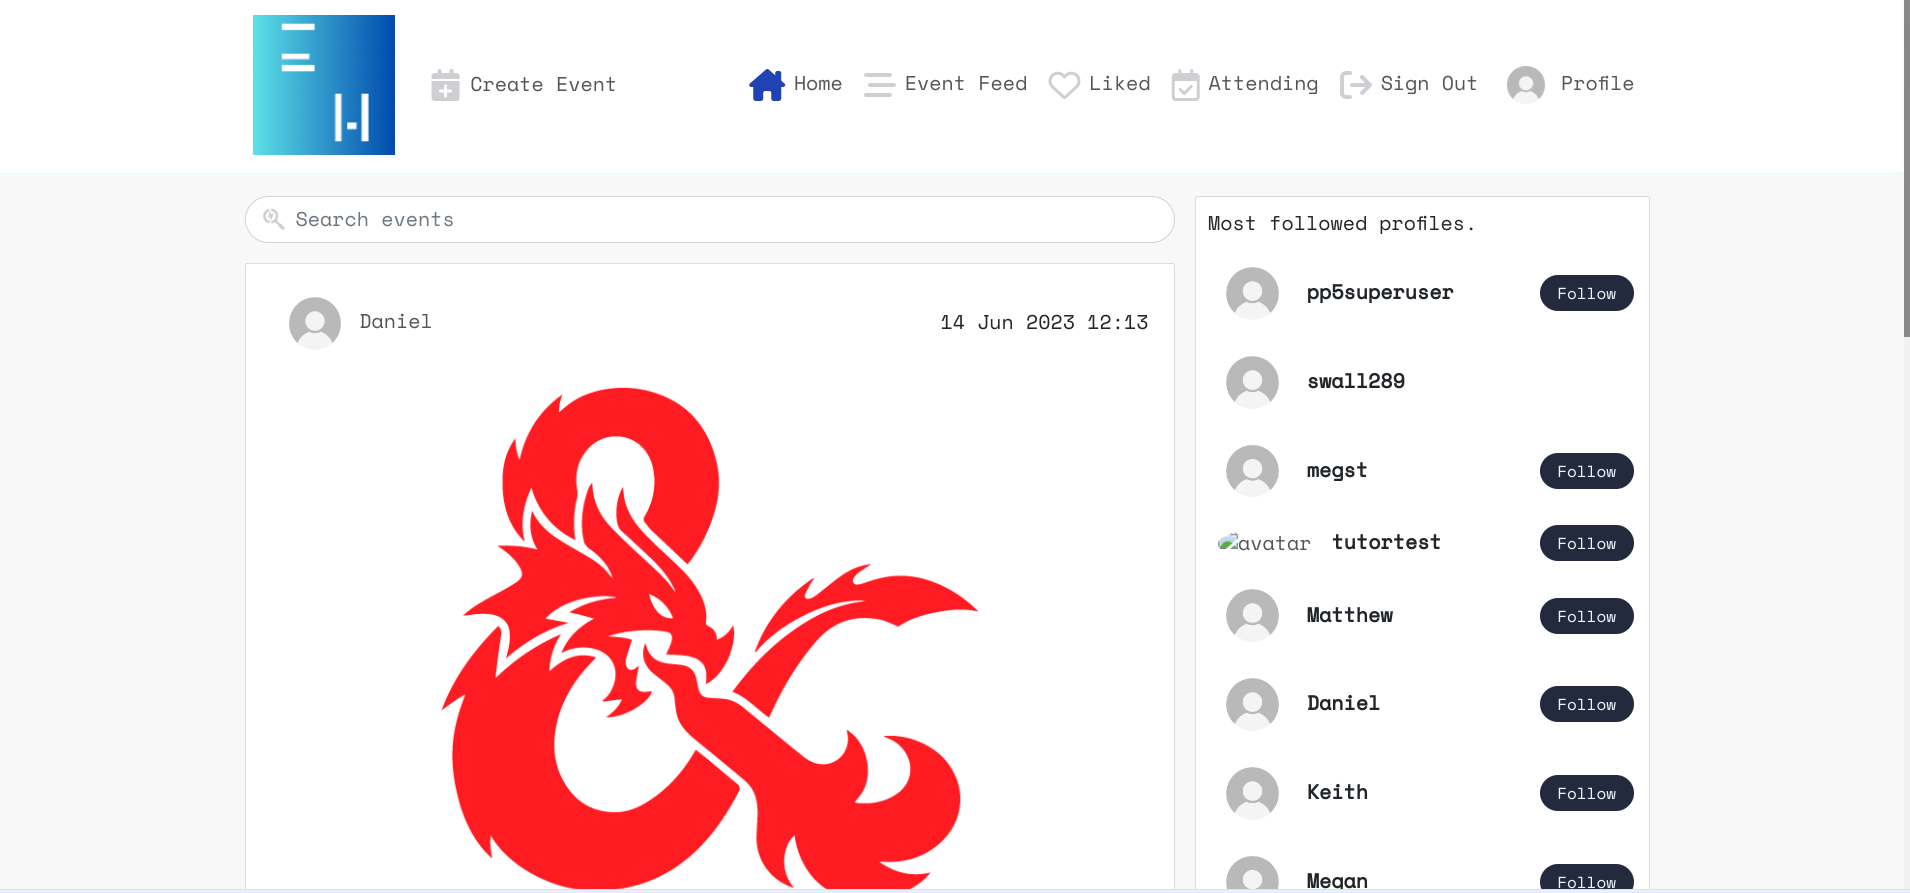 Create Event
Home
Event Feed
Liked
Attending
Sign Out
Profile
Search events
Daniel
14 Jun 2023 12:13
Most followed profiles.
pp5superuser
Follow
swall289
megst
Follow
avatar
tutortest
Follow
Matthew
Follow
Daniel
Follow
Keith
Follow
Megan
Follow